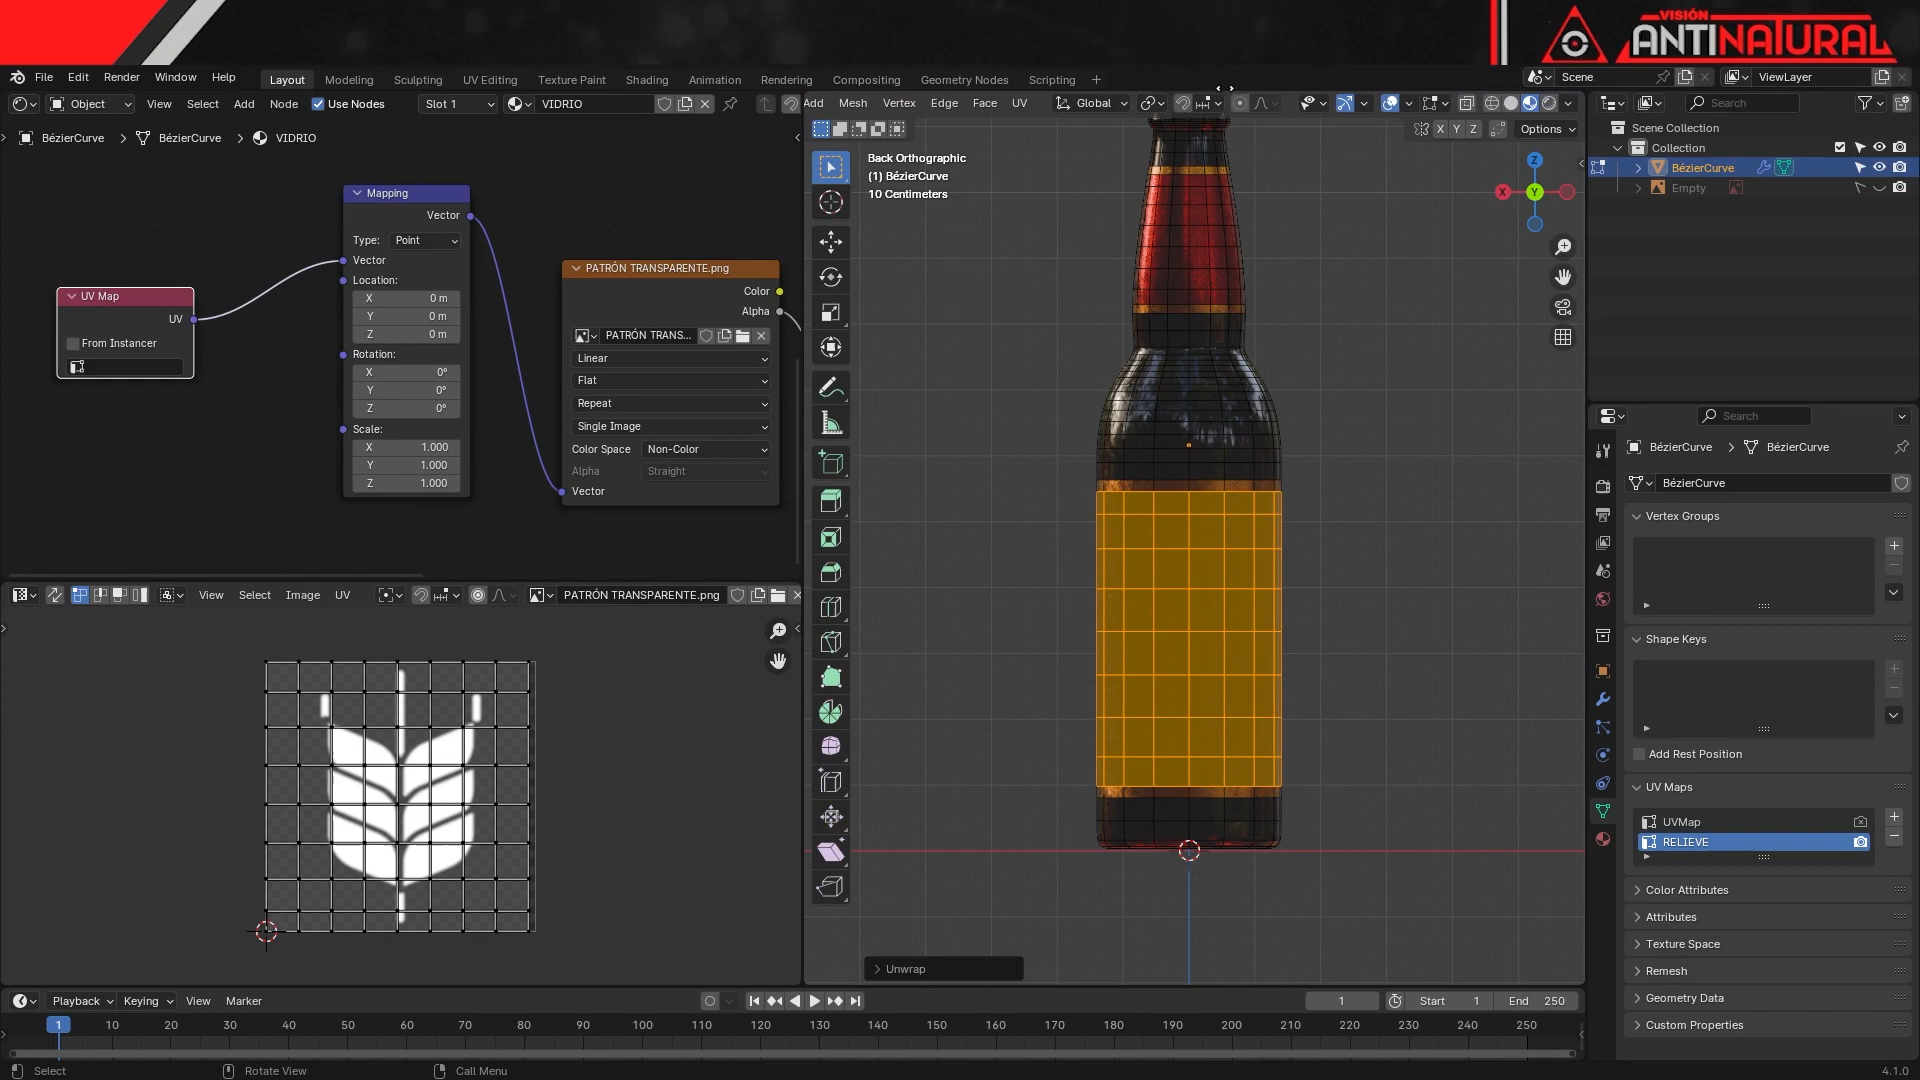 VISIÓN
ANTINATURAL
File Edit Render Window Help
Layout Modeling Sculpting UV Editing Texture Paint Shading Animation Rendering Compositing Geometry Nodes Scripting +
Scene
ViewLayer
Object View Select Add Node Use Nodes Slot 1 VIDRIO
Add Mesh Vertex Edge Face UV Global
Search
BézierCurve > BézierCurve > VIDRIO
X Y Z Options
Scene Collection
Collection
BézierCurve
Empty
Back Orthographic
(1) BézierCurve
10 Centimeters
Z
X
Y
Mapping
Vector
Type: Point
Vector
Location:
X 0 m
Y 0 m
Z 0 m
Rotation:
X 0°
Y 0°
Z 0°
Scale:
X 1.000
Y 1.000
Z 1.000
UV Map
UV
From Instancer
PATRÓN TRANSPARENTE.png
Color
Alpha
PATRÓN TRANS...
Linear
Flat
Repeat
Single Image
Color Space Non-Color
Alpha Straight
Vector
View Select Image UV PATRÓN TRANSPARENTE.png
Unwrap
Search
BézierCurve > BézierCurve
BézierCurve
Vertex Groups
Shape Keys
Add Rest Position
UV Maps
UVMap
RELIEVE
Color Attributes
Attributes
Texture Space
Remesh
Geometry Data
Custom Properties
Playback Keying View Marker
1 Start 1 End 250
1 10 20 30 40 50 60 70 80 90 100 110 120 130 140 150 160 170 180 190 200 210 220 230 240 250
Select Rotate View Call Menu 4.1.0